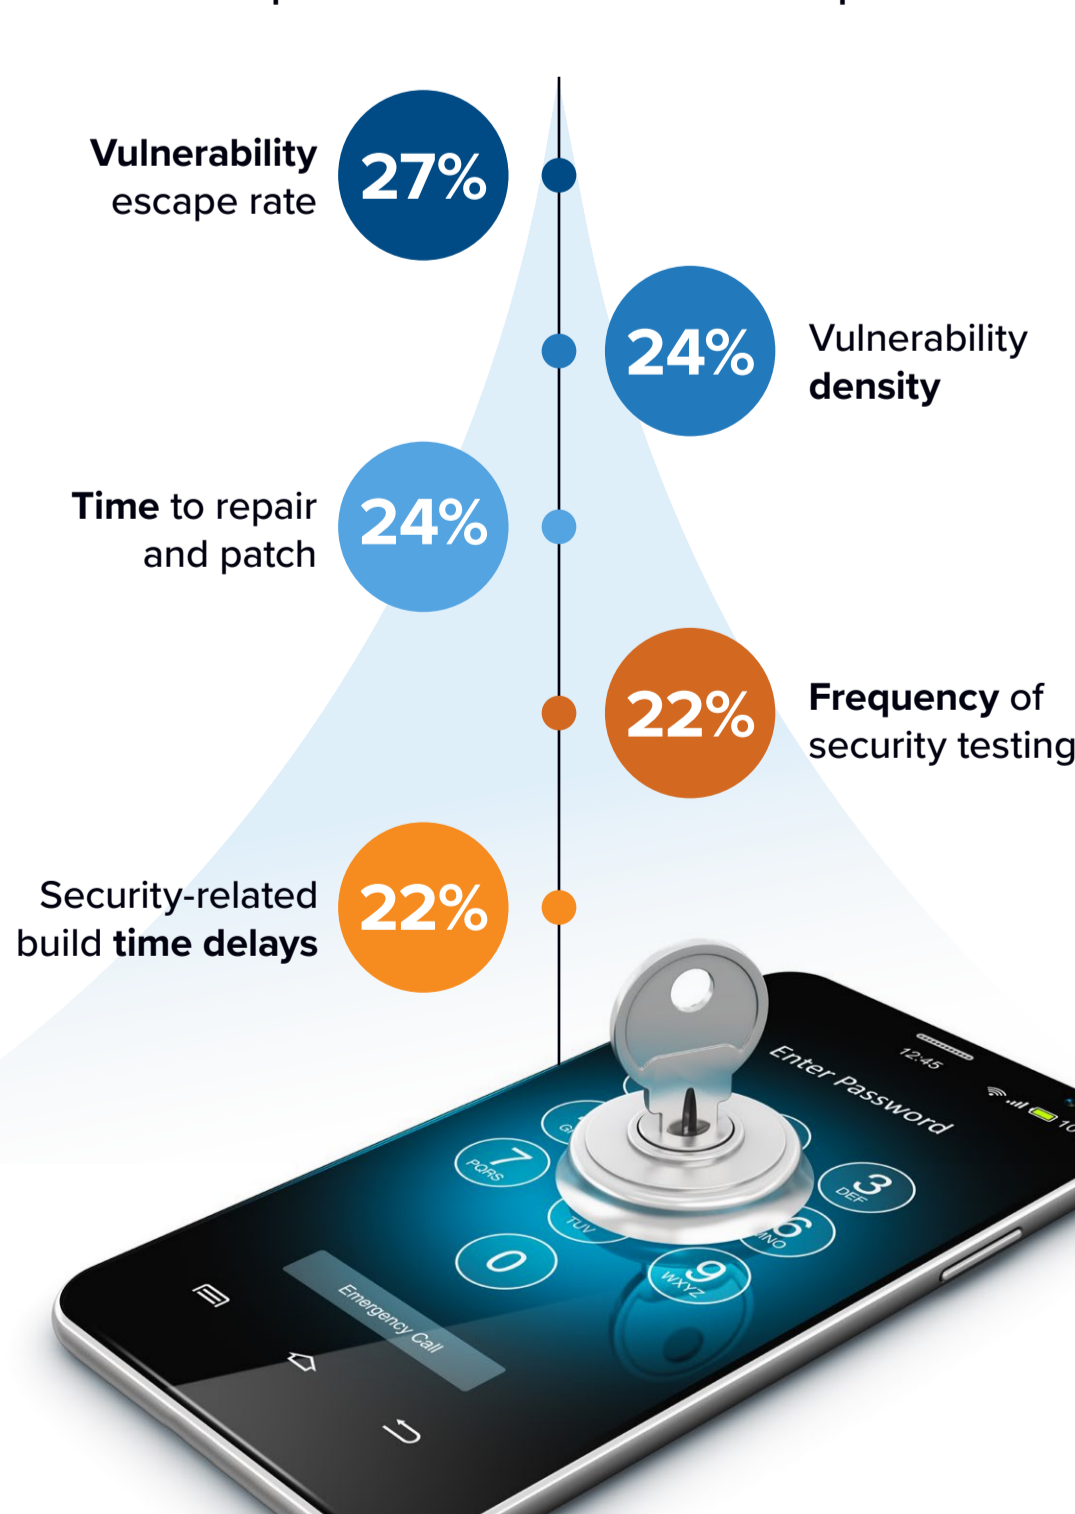 Vulnerability
escape rate
27%
24%
Vulnerability
density
Time to repair
and patch
24%
22%
Frequency of
security testing
Security-related
build time delays
22%
12:45
Enter Password
7
PQRS
3
DEF
TUV
6
MNO
0
9
WXYZ
Emergency Call